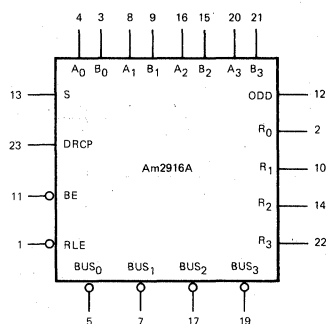 4 3 8 9 16 15 20 21
A0 B0 A1 B1 A2 B2 A3 B3
13 S ODD 12
R0 2
23 DRCP
Am2916A
R1 10
11 BE
R2 14
1 RLE
R3 22
BUS0 BUS1 BUS2 BUS3
5 7 17 19